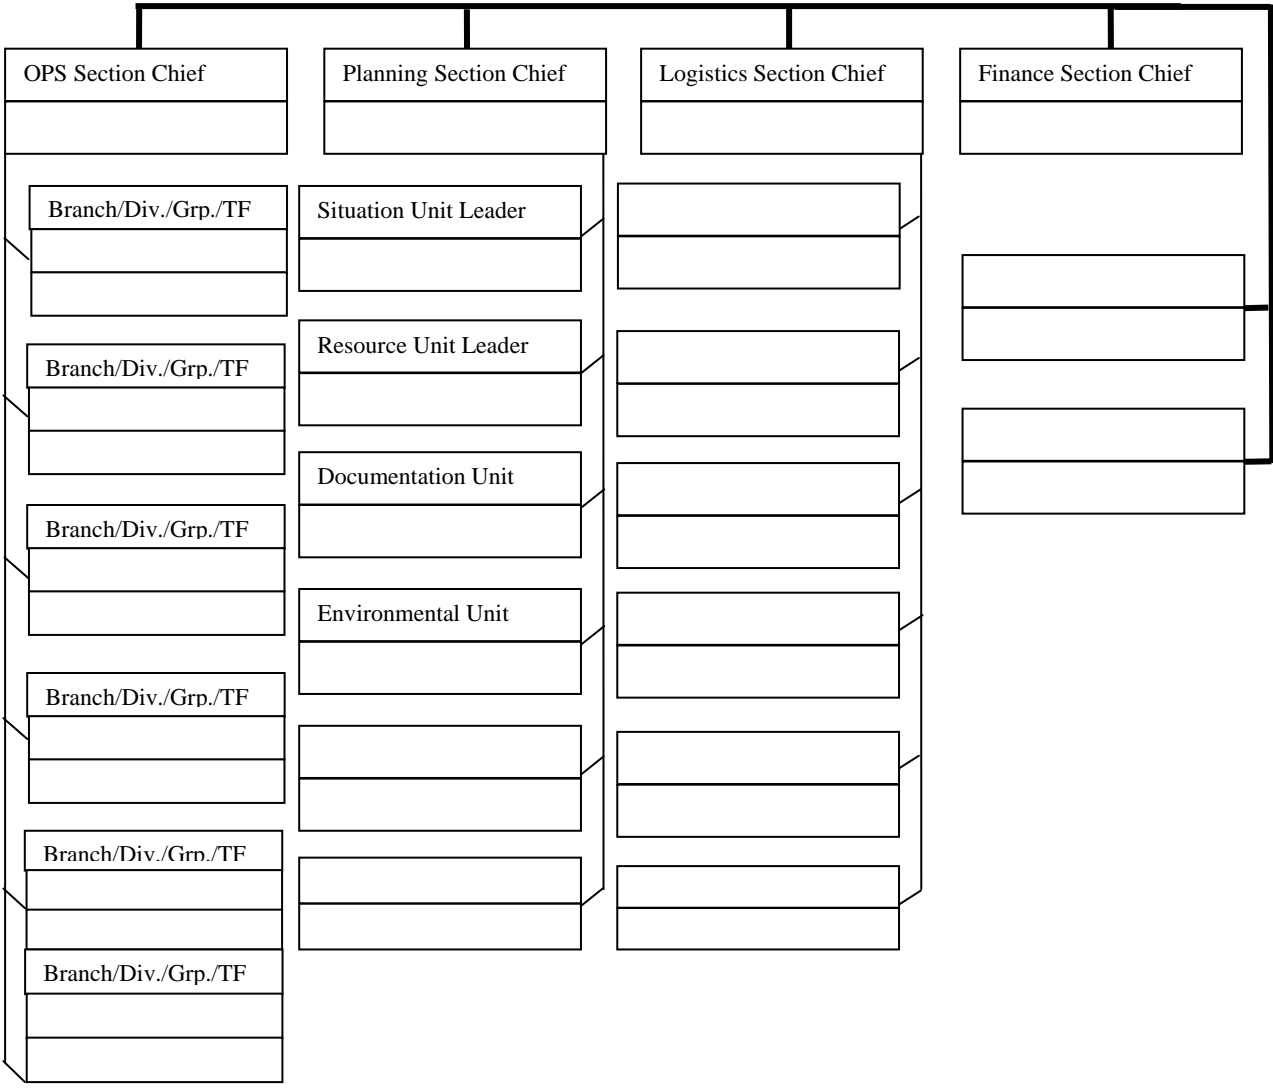 OPS Section Chief
Planning Section Chief
Logistics Section Chief
Finance Section Chief
Branch/Div./Grp./TF
Situation Unit Leader
Branch/Div./Grp./TF
Resource Unit Leader
Branch/Div./Grp./TF
Documentation Unit
Environmental Unit
Branch/Div./Grp./TF
Branch/Div./Grp./TF
Branch/Div./Grp./TF